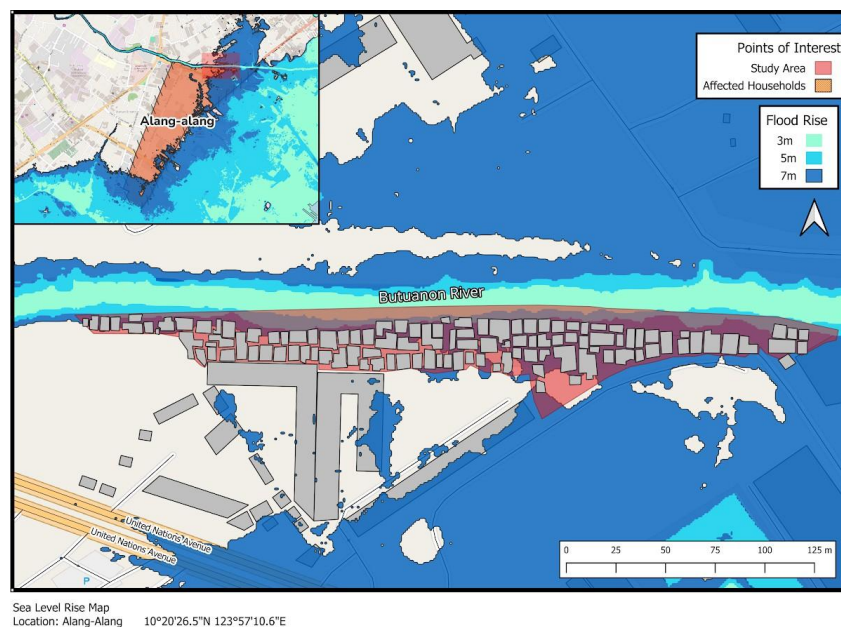 Alang-alang
Points of Interest
Study Area
Affected Households
Flood Rise
3m
5m
7m
Butuanon River
United Nations Avenue
United Nations Avenue
P
0 25 50 75 100 125 m
Sea Level Rise Map
Location: Alang-Alang 10°20'26.5"N 123°57'10.6"E